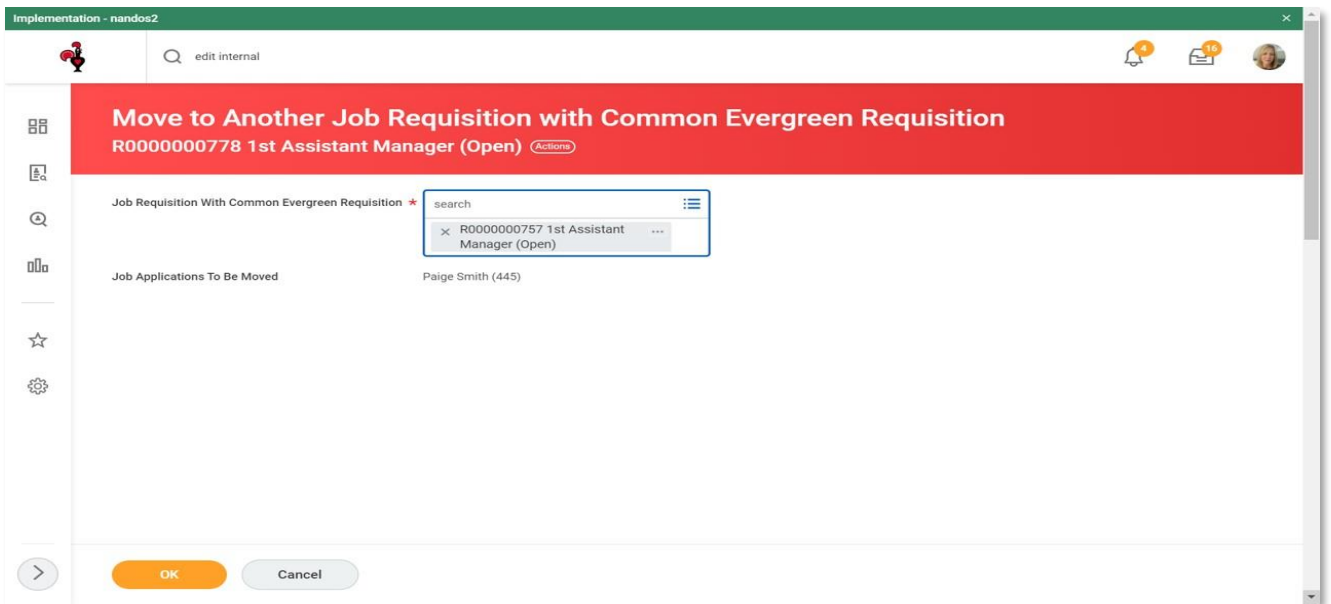 Implementation - nandos2
edit internal
4
16
Move to Another Job Requisition with Common Evergreen Requisition
R0000000778 1st Assistant Manager (Open) Actions
Job Requisition With Common Evergreen Requisition *
search
R0000000757 1st Assistant
Manager (Open)
Job Applications To Be Moved
Paige Smith (445)
OK
Cancel